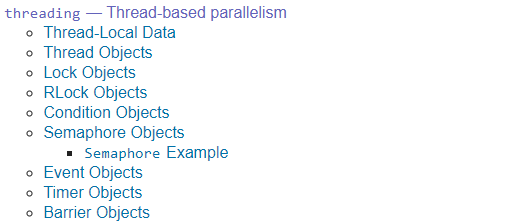 threading — Thread-based parallelism
Thread-Local Data
Thread Objects
Lock Objects
RLock Objects
Condition Objects
Semaphore Objects
Semaphore Example
Event Objects
Timer Objects
Barrier Objects